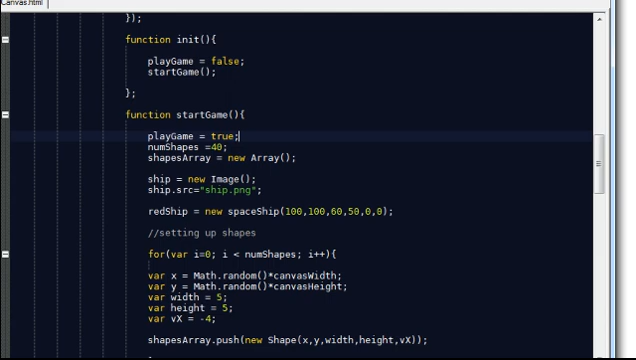 Canvas.html
});
function init(){
playGame = false;
startGame();
};
function startGame(){
playGame = true;
numShapes =40;
shapesArray = new Array();
ship = new Image();
ship.src="ship.png";
redShip = new spaceShip(100,100,60,50,0,0);
//setting up shapes
for(var i=0; i < numShapes; i++){
var x = Math.random()*canvasWidth;
var y = Math.random()*canvasHeight;
var width = 5;
var height = 5;
var vX = -4;
shapesArray.push(new Shape(x,y,width,height,vX));